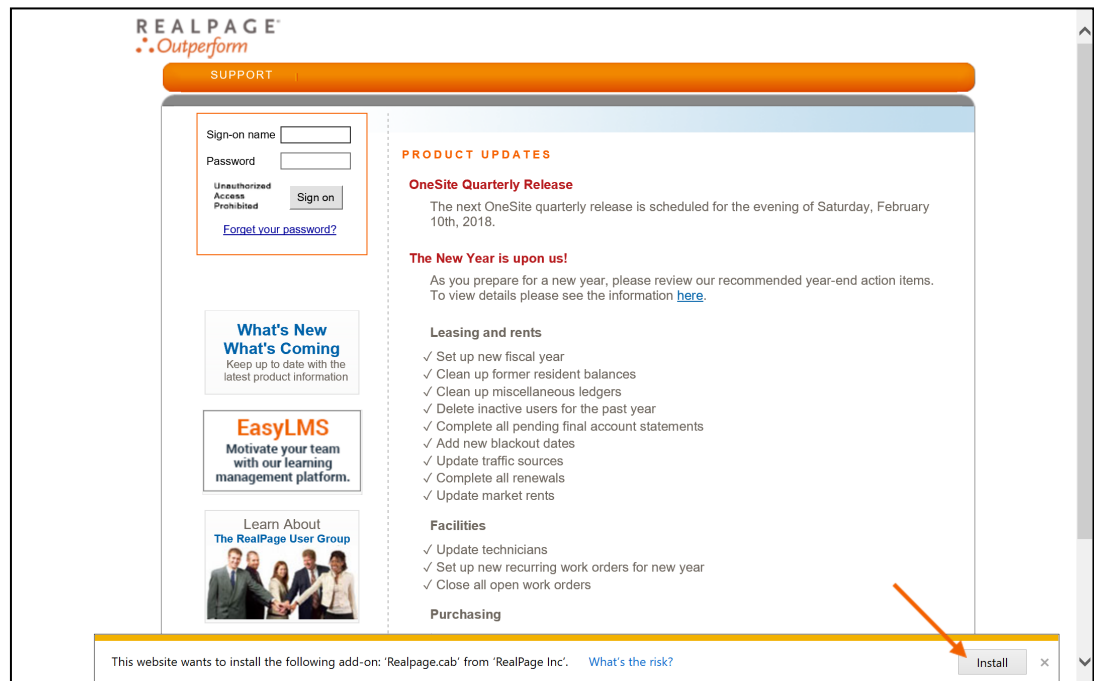 REALPAGE
Outperform
SUPPORT
Sign-on name
Password
Unauthorized
Access
Prohibited
Sign on
Forget your password?
What's New
What's Coming
Keep up to date with the
latest product information
EasyLMS
Motivate your team
with our learning
management platform.
Learn About
The RealPage User Group
PRODUCT UPDATES
OneSite Quarterly Release
The next OneSite quarterly release is scheduled for the evening of Saturday, February
10th, 2018.
The New Year is upon us!
As you prepare for a new year, please review our recommended year-end action items.
To view details please see the information here.
Leasing and rents
✓ Set up new fiscal year
✓ Clean up former resident balances
✓ Clean up miscellaneous ledgers
✓ Delete inactive users for the past year
✓ Complete all pending final account statements
✓ Add new blackout dates
✓ Update traffic sources
✓ Complete all renewals
✓ Update market rents
Facilities
✓ Update technicians
✓ Set up new recurring work orders for new year
✓ Close all open work orders
Purchasing
This website wants to install the following add-on: 'Realpage.cab' from 'RealPage Inc'. What's the risk? Install ×